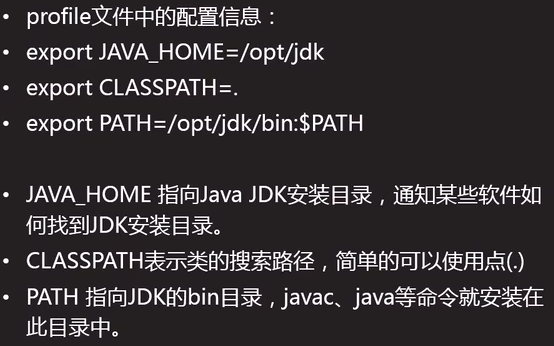 • profile文件中的配置信息：
• export JAVA_HOME=/opt/jdk
• export CLASSPATH=.
• export PATH=/opt/jdk/bin:$PATH
• JAVA_HOME 指向Java JDK安装目录，通知某些软件如
何找到JDK安装目录。
• CLASSPATH表示类的搜索路径，简单的可以使用点(.)
• PATH 指向JDK的bin目录，javac、java等命令就安装在
此目录中。